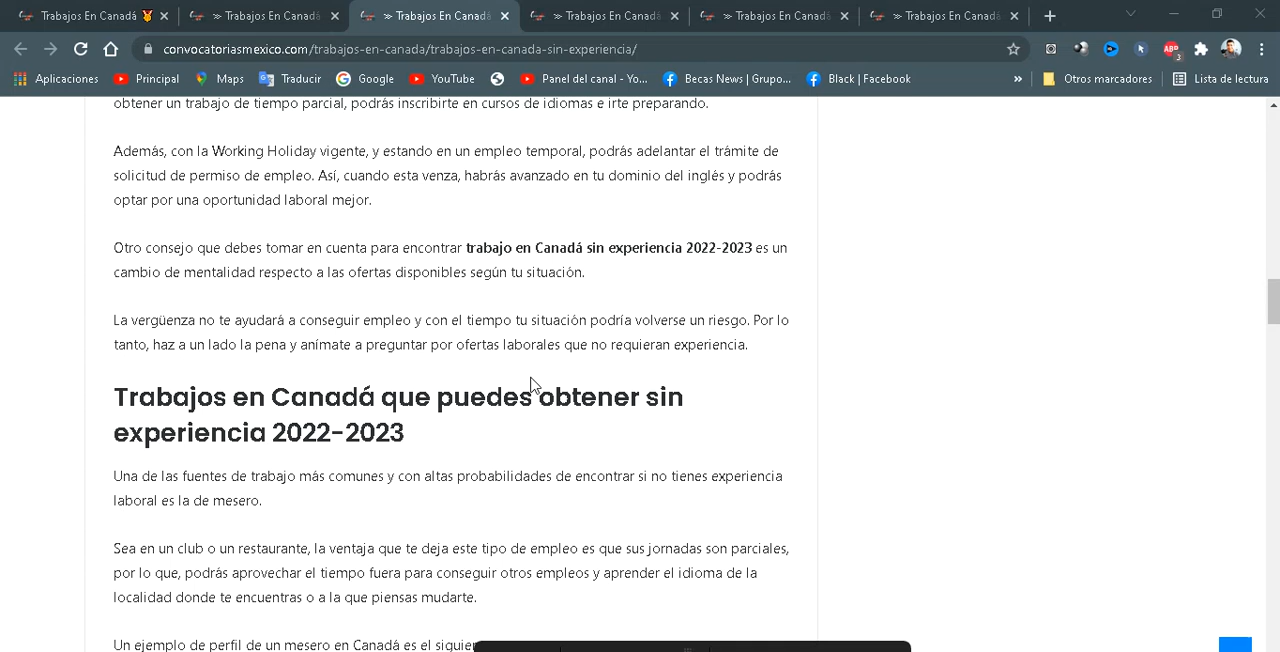 Trabajos En Canadá
» Trabajos En Canadá
» Trabajos En Canadá
» Trabajos En Canadá
» Trabajos En Canadá
» Trabajos En Canadá
convocatoriasmexico.com/trabajos-en-canada/trabajos-en-canada-sin-experiencia/
ABP
3
Aplicaciones
Principal
Maps
Traducir
Google
YouTube
Panel del canal - Yo...
Becas News | Grupo...
Black | Facebook
»
Otros marcadores
Lista de lectura
obtener un trabajo de tiempo parcial, podrás inscribirte en cursos de idiomas e irte preparando.
Además, con la Working Holiday vigente, y estando en un empleo temporal, podrás adelantar el trámite de
solicitud de permiso de empleo. Así, cuando esta venza, habrás avanzado en tu dominio del inglés y podrás
optar por una oportunidad laboral mejor.
Otro consejo que debes tomar en cuenta para encontrar trabajo en Canadá sin experiencia 2022-2023 es un
cambio de mentalidad respecto a las ofertas disponibles según tu situación.
La vergüenza no te ayudará a conseguir empleo y con el tiempo tu situación podría volverse un riesgo. Por lo
tanto, haz a un lado la pena y anímate a preguntar por ofertas laborales que no requieran experiencia.
Trabajos en Canadá que puedes obtener sin
experiencia 2022-2023
Una de las fuentes de trabajo más comunes y con altas probabilidades de encontrar si no tienes experiencia
laboral es la de mesero.
Sea en un club o un restaurante, la ventaja que te deja este tipo de empleo es que sus jornadas son parciales,
por lo que, podrás aprovechar el tiempo fuera para conseguir otros empleos y aprender el idioma de la
localidad donde te encuentras o a la que piensas mudarte.
Un ejemplo de perfil de un mesero en Canadá es el siguien